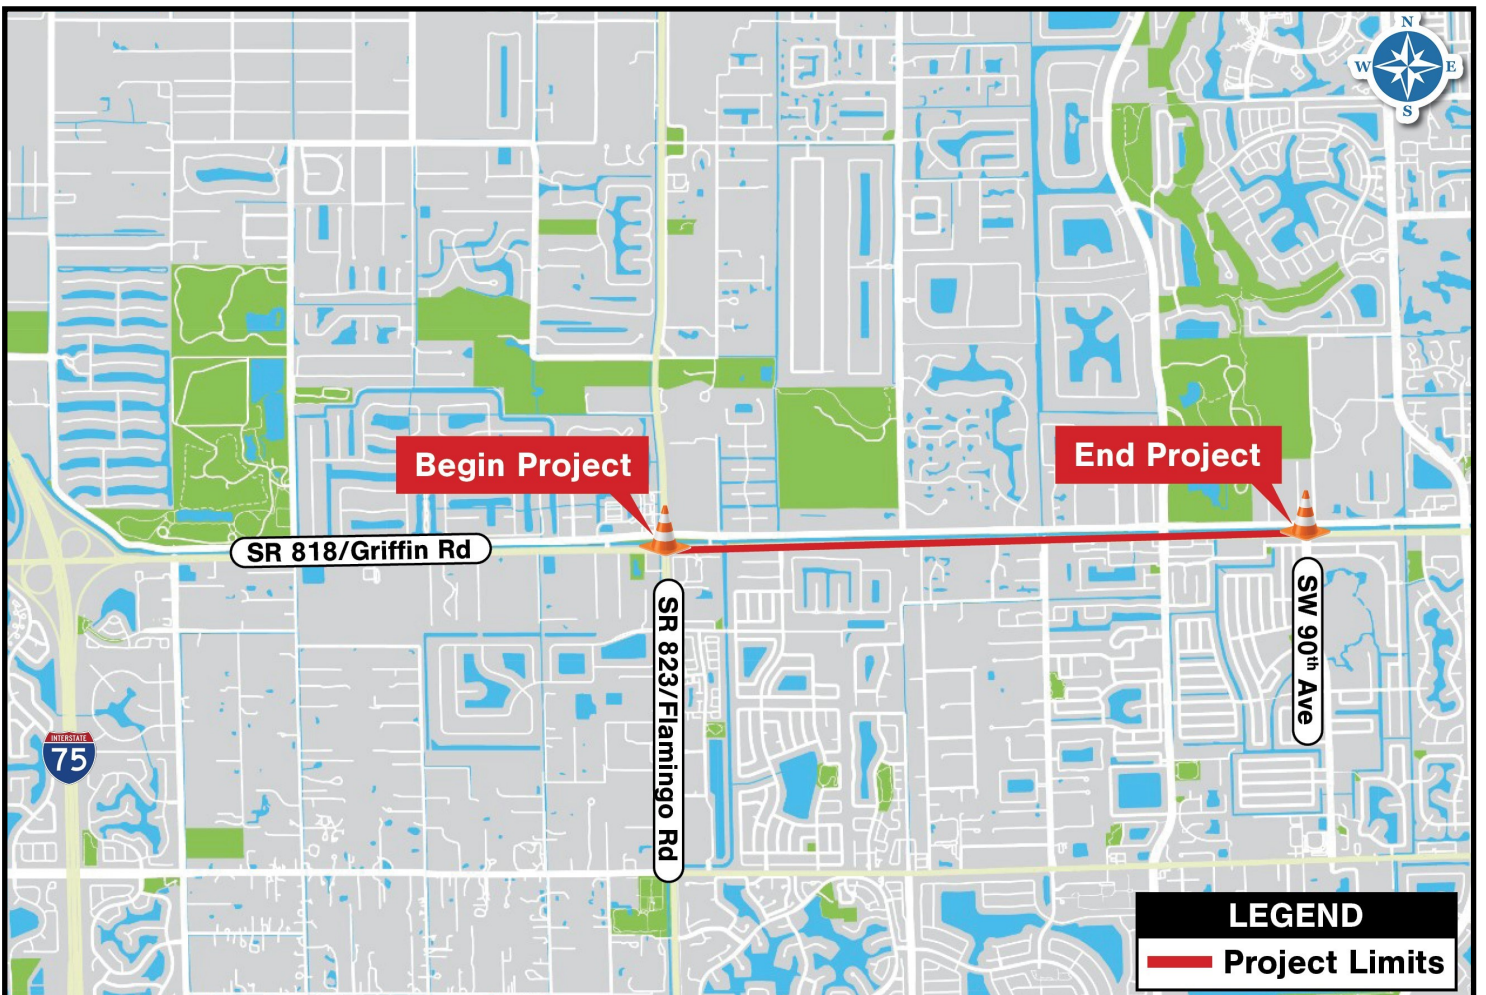 N
W E
S
Begin Project
End Project
SR 818/Griffin Rd
SR 823/Flamingo Rd
SW 90th Ave
INTERSTATE
75
LEGEND
Project Limits